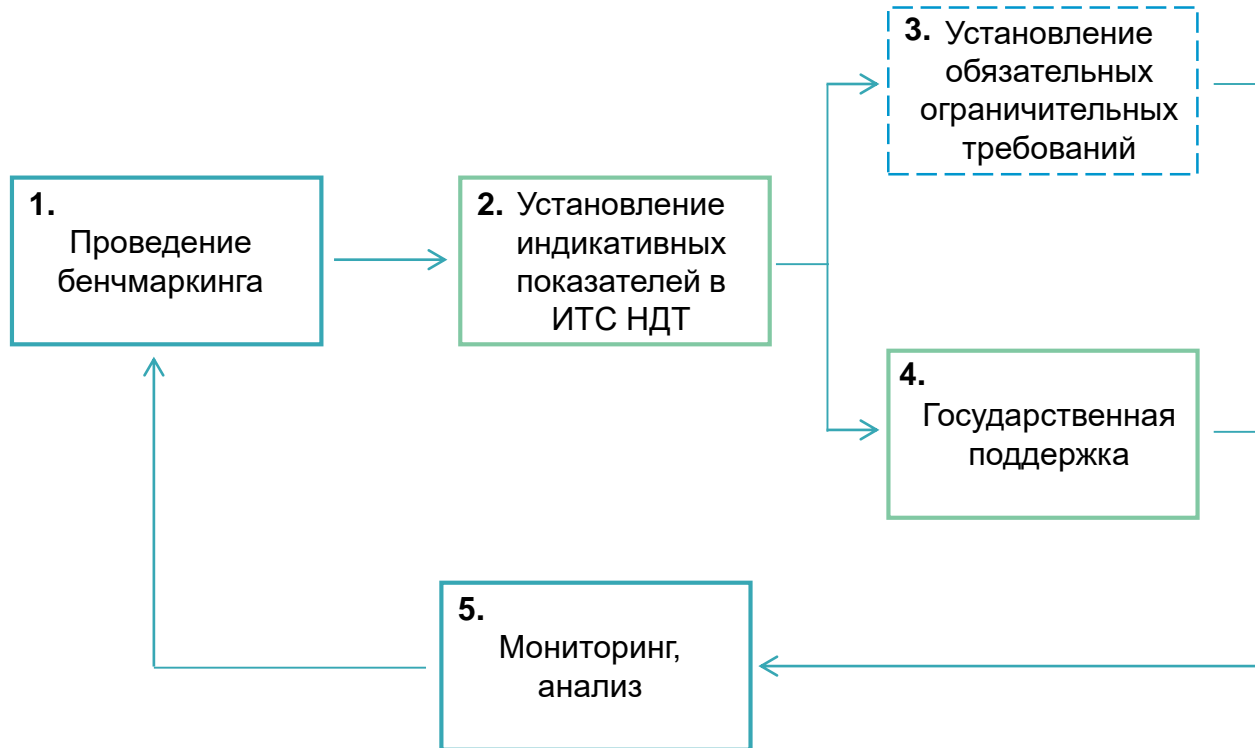 1.
Проведение
бенчмаркинга
2. Установление
индикативных
показателей в
ИТС НДТ
3. Установление
обязательных
ограничительных
требований
4.
Государственная
поддержка
5.
Мониторинг,
анализ